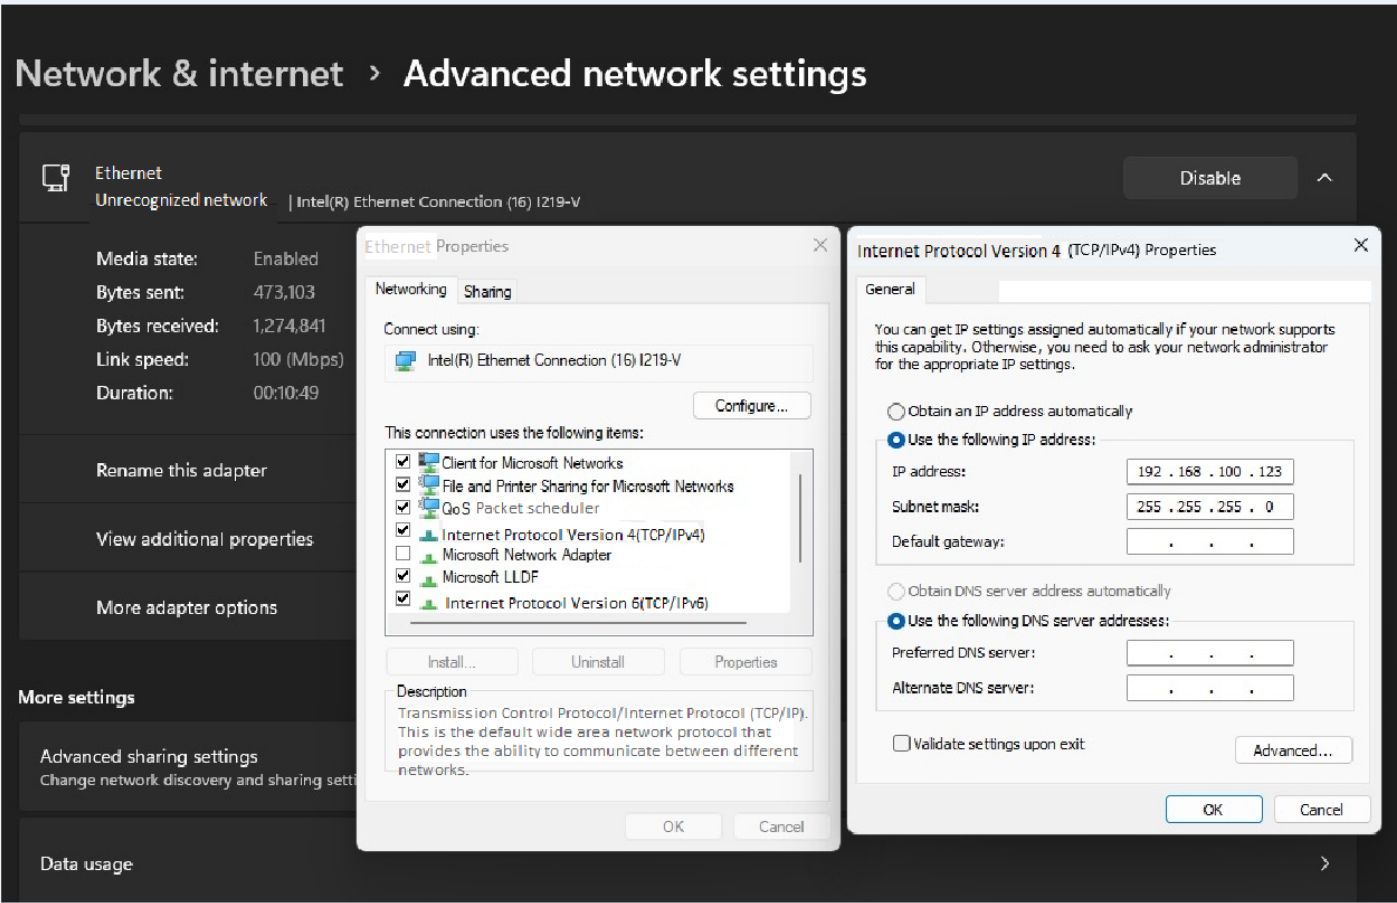 Network & internet > Advanced network settings
Ethernet
Unrecognized network | Intel(R) Ethernet Connection (16) I219-V
Disable
Media state: Enabled
Bytes sent: 473,103
Bytes received: 1,274,841
Link speed: 100 (Mbps)
Duration: 00:10:49
Rename this adapter
View additional properties
More adapter options
More settings
Advanced sharing settings
Change network discovery and sharing setti
Data usage
Ethernet Properties
Networking Sharing
Connect using:
Intel(R) Ethernet Connection (16) I219-V
Configure...
This connection uses the following items:
Client for Microsoft Networks
File and Printer Sharing for Microsoft Networks
QoS Packet scheduler
Internet Protocol Version 4(TCP/IPv4)
Microsoft Network Adapter
Microsoft LLDF
Internet Protocol Version 6(TCP/IPv6)
Install... Uninstall Properties
Description
Transmission Control Protocol/Internet Protocol (TCP/IP).
This is the default wide area network protocol that
provides the ability to communicate between different
networks.
OK Cancel
Internet Protocol Version 4 (TCP/IPv4) Properties
General
You can get IP settings assigned automatically if your network supports
this capability. Otherwise, you need to ask your network administrator
for the appropriate IP settings.
Obtain an IP address automatically
Use the following IP address:
IP address: 192 . 168 . 100 . 123
Subnet mask: 255 . 255 . 255 . 0
Default gateway: . . .
Obtain DNS server address automatically
Use the following DNS server addresses:
Preferred DNS server: . . .
Alternate DNS server: . . .
Validate settings upon exit
Advanced...
OK Cancel